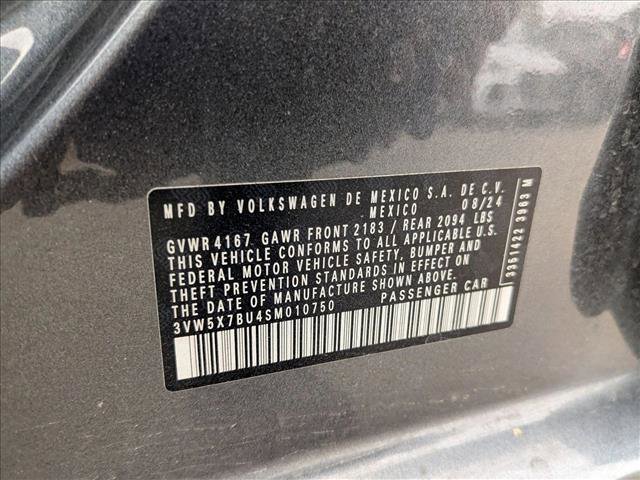 MFD BY VOLKSWAGEN DE MEXICO S.A. DE C.V.
MEXICO 08/24
GVWR 4167 GAWR FRONT 2183 / REAR 2094 LBS
THIS VEHICLE CONFORMS TO ALL APPLICABLE U.S.
FEDERAL MOTOR VEHICLE SAFETY, BUMPER AND
THEFT PREVENTION STANDARDS IN EFFECT ON
THE DATE OF MANUFACTURE SHOWN ABOVE.
3VW5X7BU4SM010750 PASSENGER CAR
3351422 3963 M